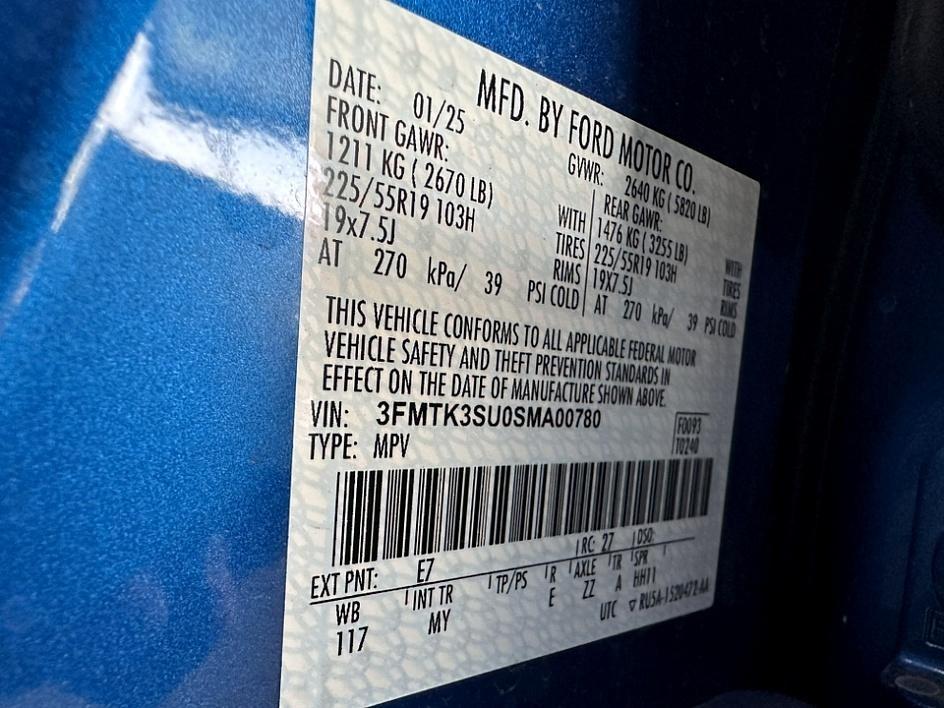 MFD. BY FORD MOTOR CO.
DATE: 01/25 GVWR: 2640 KG ( 5820 LB)
FRONT GAWR: REAR GAWR:
1211 KG ( 2670 LB) WITH 1476 KG ( 3255 LB) WITH
225/55R19 103H TIRES 225/55R19 103H TIRES
19x7.5J RIMS 19X7.5J RIMS
AT 270 kPa/ 39 PSI COLD AT 270 kPa/ 39 PSI COLD
THIS VEHICLE CONFORMS TO ALL APPLICABLE FEDERAL MOTOR
VEHICLE SAFETY AND THEFT PREVENTION STANDARDS IN
EFFECT ON THE DATE OF MANUFACTURE SHOWN ABOVE.
VIN: 3FMTK3SU0SMA00780 F0093
TYPE: MPV T0240
EXT PNT: E7 RC: 27 DSO:
WB INT TR TP/PS R AXLE TR SPR
117 MY E ZZ A HH11
UTC ▽ RU5A-1520472-AA